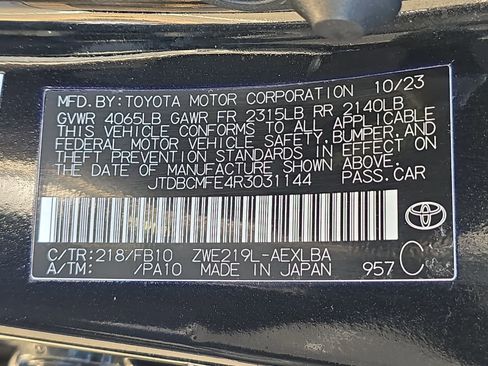 MFD. BY: TOYOTA MOTOR CORPORATION 10/23
GVWR 4065LB GAWR FR 2315LB RR 2140LB
THIS VEHICLE CONFORMS TO ALL APPLICABLE
FEDERAL MOTOR VEHICLE SAFETY, BUMPER, AND
THEFT PREVENTION STANDARDS IN EFFECT ON
THE DATE OF MANUFACTURE SHOWN ABOVE.
JTDBCMFE4R3031144 PASS. CAR
C/TR: 218/FB10 ZWE219L-AEXLBA
A/TM: /PA10 MADE IN JAPAN 957 C